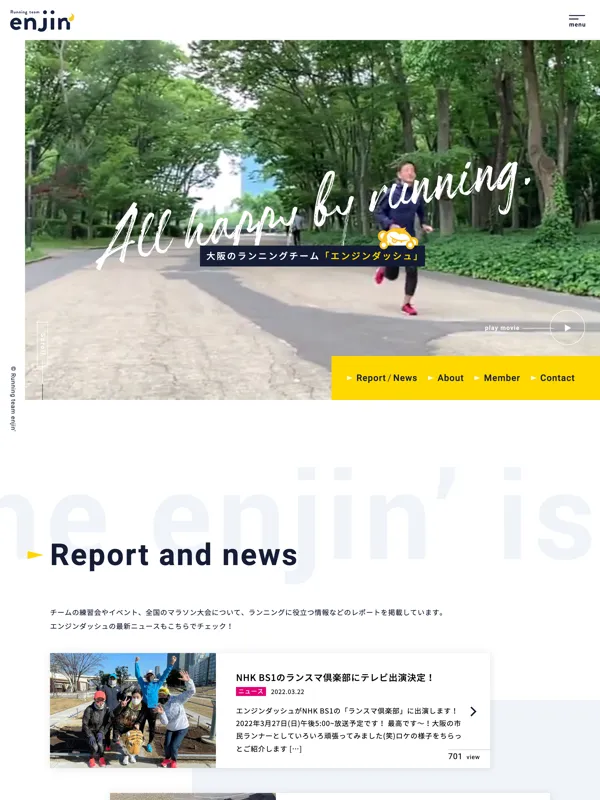 Running team
enjin'
menu
All happy by running.
大阪のランニングチーム「エンジンダッシュ」
play movie
Report / News
About
Member
Contact
© Running team enjin'
he enjin' is
Report and news
チームの練習会やイベント、全国のマラソン大会について、ランニングに役立つ情報などのレポートを掲載しています。
エンジンダッシュの最新ニュースもこちらでチェック！
NHK BS1のランスマ倶楽部にテレビ出演決定！
ニュース 2022.03.22
エンジンダッシュがNHK BS1の「ランスマ倶楽部」に出演します！
2022年3月27日(日)午後5:00~放送予定です！ 最高です〜！大阪の市
民ランナーとしていろいろ頑張ってみました(笑)ロケの様子をちらっ
とご紹介します […]
701 view